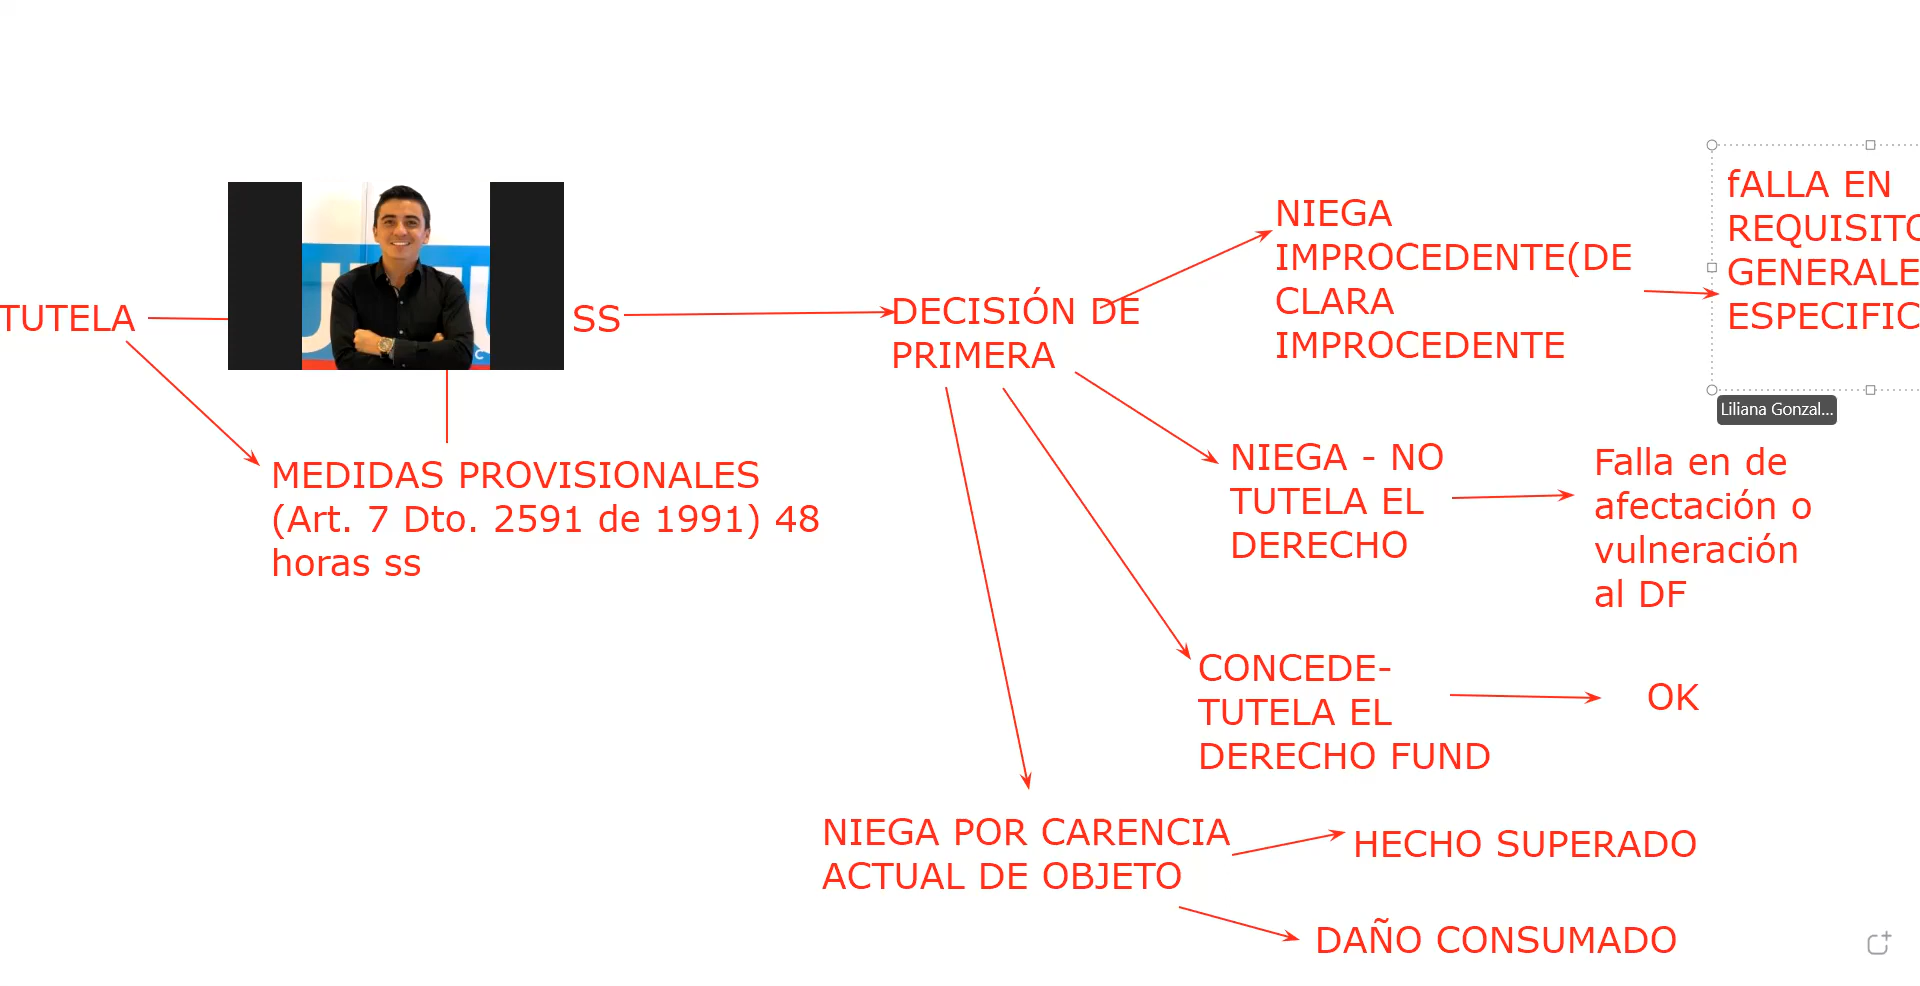 TUTELA
SS
MEDIDAS PROVISIONALES
(Art. 7 Dto. 2591 de 1991) 48
horas ss
DECISIÓN DE
PRIMERA
NIEGA
IMPROCEDENTE(DE
CLARA
IMPROCEDENTE
fALLA EN
REQUISITO
GENERALE
ESPECIFIC
Liliana Gonzal...
NIEGA - NO
TUTELA EL
DERECHO
Falla en de
afectación o
vulneración
al DF
CONCEDE-
TUTELA EL
DERECHO FUND
OK
NIEGA POR CARENCIA
ACTUAL DE OBJETO
HECHO SUPERADO
DAÑO CONSUMADO